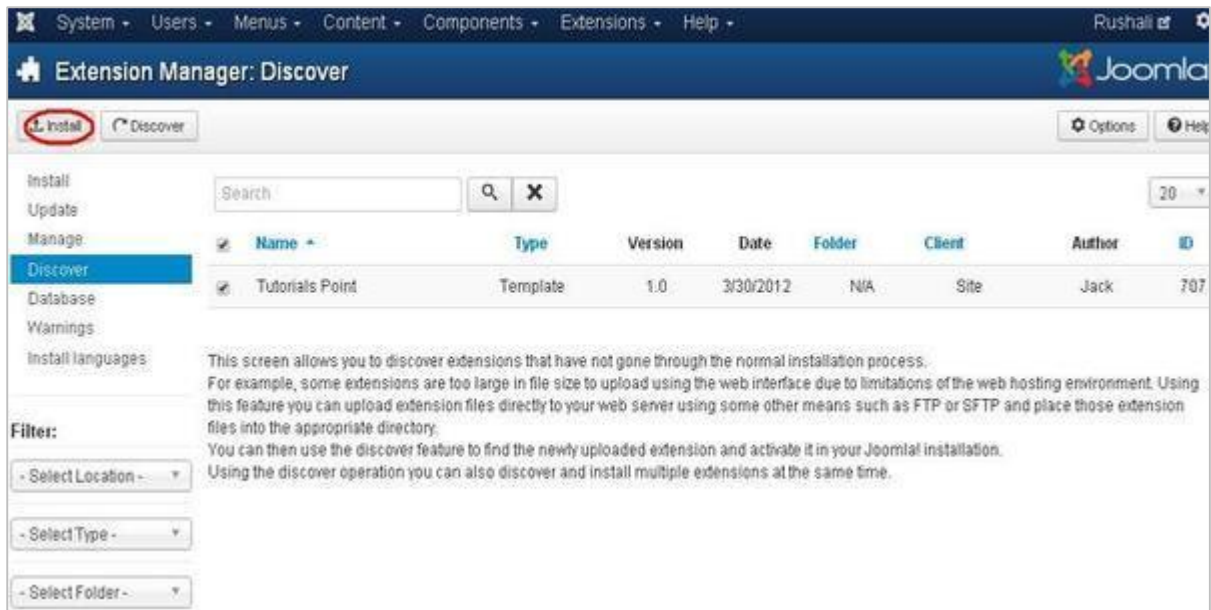 System Users Menus Content Components Extensions Help Rushali
Extension Manager: Discover Joomla
Install Discover Options Help
Install
Update
Manage
Discover
Database
Warnings
Install languages
Filter:
- Select Location -
- Select Type -
- Select Folder -
Search 20
Name Type Version Date Folder Client Author ID
Tutorials Point Template 1.0 3/30/2012 N/A Site Jack 707
This screen allows you to discover extensions that have not gone through the normal installation process.
For example, some extensions are too large in file size to upload using the web interface due to limitations of the web hosting environment. Using
this feature you can upload extension files directly to your web server using some other means such as FTP or SFTP and place those extension
files into the appropriate directory.
You can then use the discover feature to find the newly uploaded extension and activate it in your Joomla! installation.
Using the discover operation you can also discover and install multiple extensions at the same time.